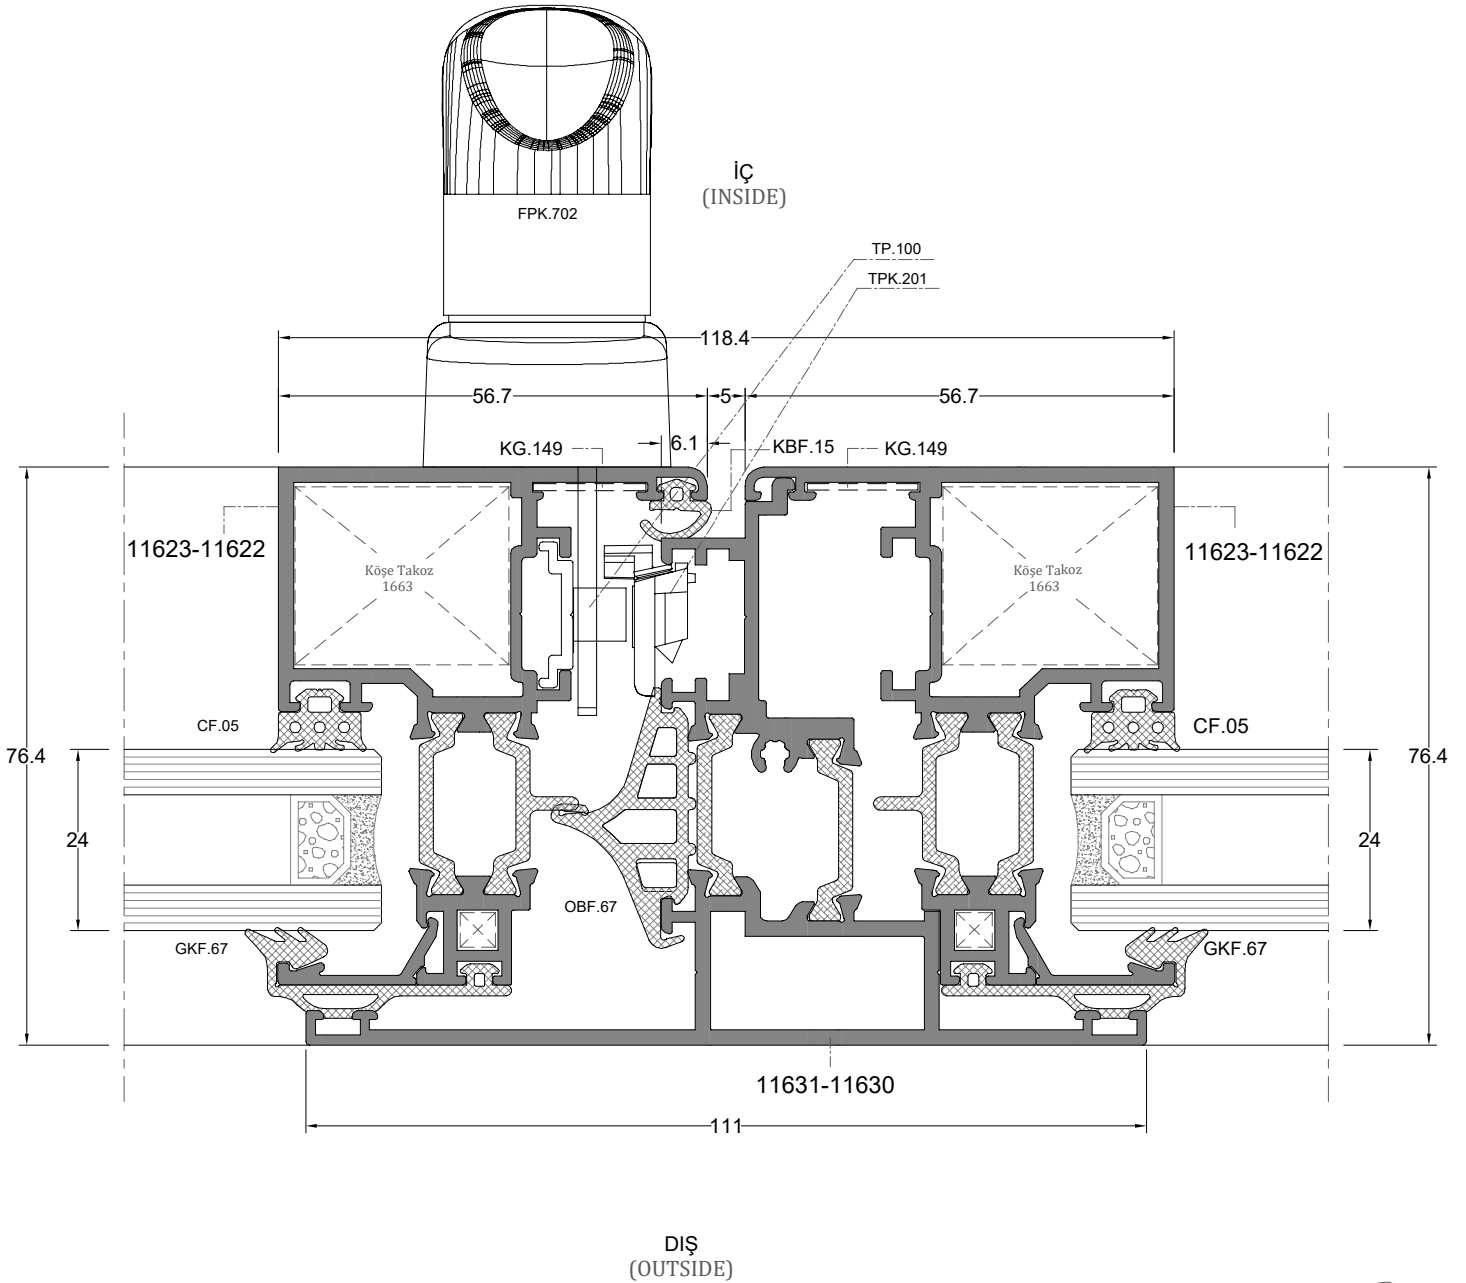 İÇ
(INSIDE)
FPK.702
TP.100
TPK.201
118.4
56.7
5
56.7
6.1
KG.149
KBF.15
KG.149
11623-11622
11623-11622
Köşe Takoz
1663
Köşe Takoz
1663
CF.05
CF.05
76.4
76.4
24
24
OBF.67
GKF.67
GKF.67
11631-11630
111
DIŞ
(OUTSIDE)